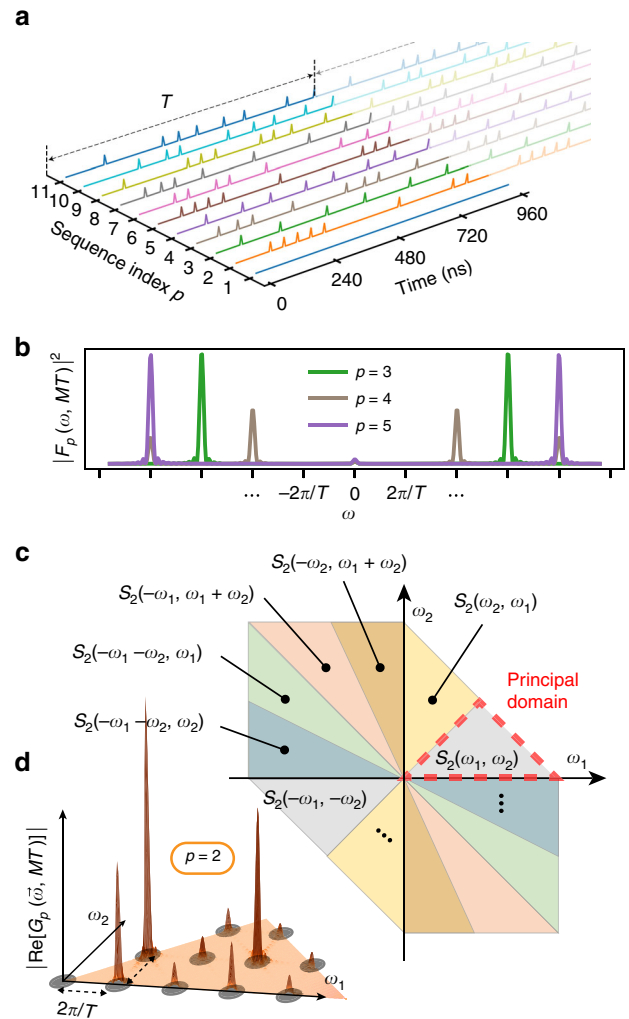 a
T
11 10 9 8 7 6 5 4 3 2 1
Sequence index p
0 240 480 720 960
Time (ns)
b
|Fp(ω, MT)|²
p = 3
p = 4
p = 5
... −2π/T 0 2π/T ...
ω
c
S₂(−ω₂, ω₁ + ω₂)
S₂(−ω₁, ω₁ + ω₂)
ω₂
S₂(ω₂, ω₁)
S₂(−ω₁ −ω₂, ω₁)
Principal
domain
S₂(−ω₁ −ω₂, ω₂)
S₂(ω₁, ω₂)
ω₁
S₂(−ω₁, −ω₂)
...
...
d
p = 2
|Re[Gp(ω⃗, MT)]|
ω₂
ω₁
2π/T